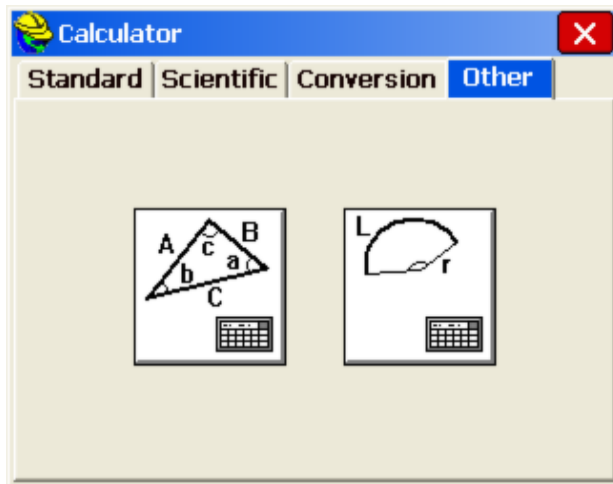 Calculator
Standard Scientific Conversion Other
A c B
b a
C
L
r